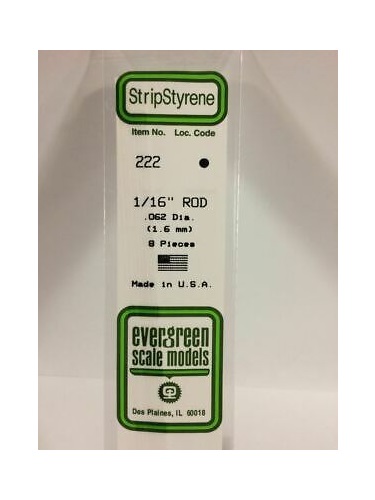 StripStyrene
Item No. Loc. Code
222
1/16" ROD
.062 Dia.
(1.6 mm)
8 Pieces
Made in U.S.A.
evergreen
scale models
Des Plaines, IL 60018